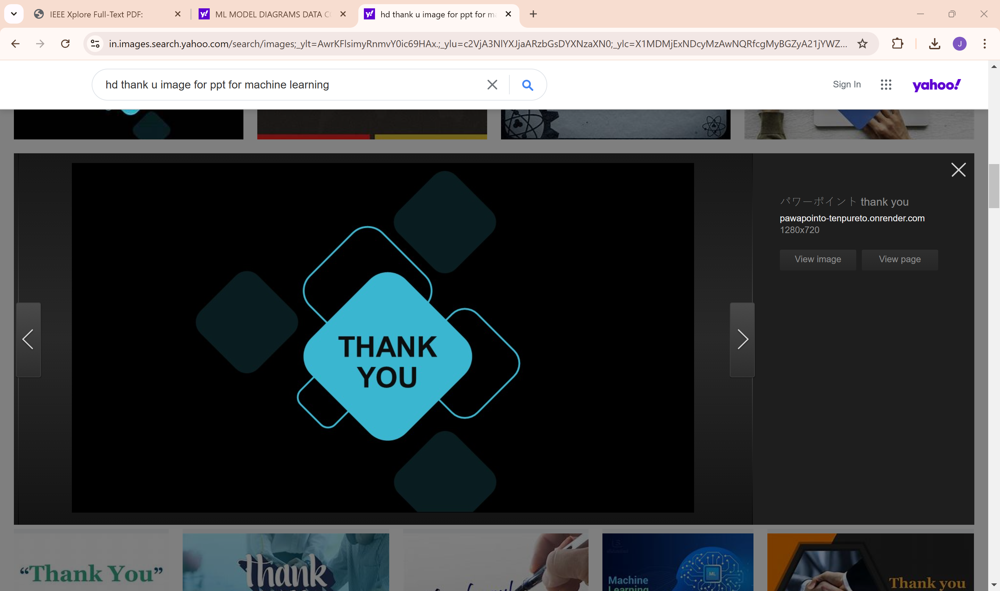 IEEE Xplore Full-Text PDF:
ML MODEL DIAGRAMS DATA CO
hd thank u image for ppt for ma
in.images.search.yahoo.com/search/images;_ylt=AwrKFlsimyRnmvY0ic69HAx.;_ylu=c2VjA3NlYXJjaARzbGsDYXNzaXN0;_ylc=X1MDMjExNDcyMzAwNQRfcgMyBGZyA21jYWZ...
J
hd thank u image for ppt for machine learning
Sign In
yahoo!
パワーポイント thank you
pawapointo-tenpureto.onrender.com
1280x720
View image
View page
THANK
YOU
“Thank You”
thank
ML
Machine
Learning
Thank you